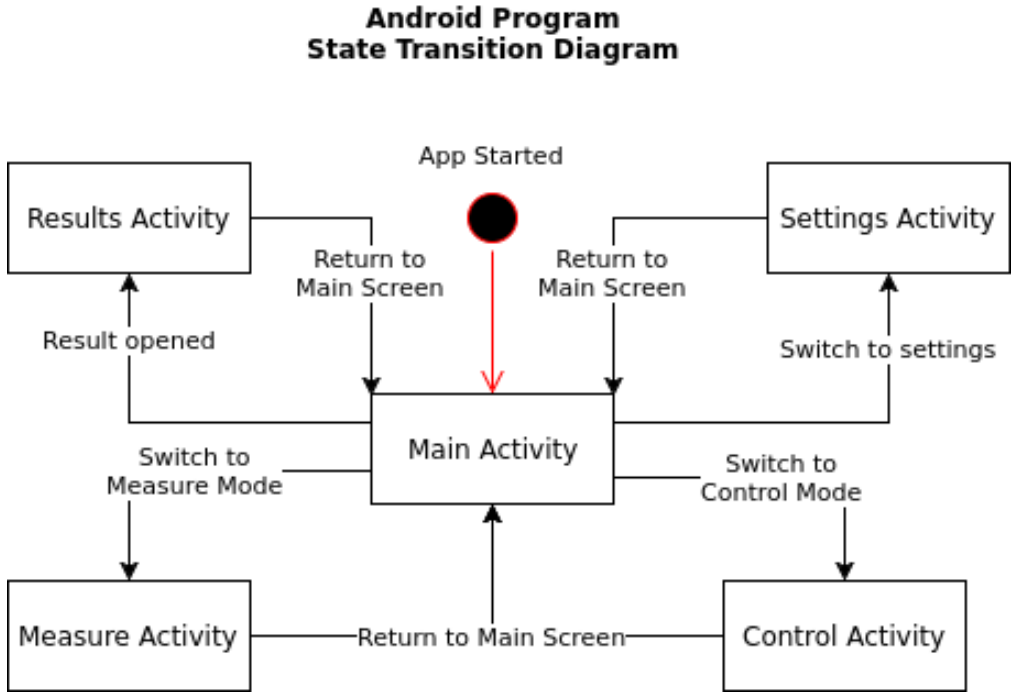 Android Program
State Transition Diagram
App Started
Results Activity
Settings Activity
Return to
Main Screen
Return to
Main Screen
Result opened
Switch to settings
Main Activity
Switch to
Measure Mode
Switch to
Control Mode
Measure Activity
Return to Main Screen
Control Activity